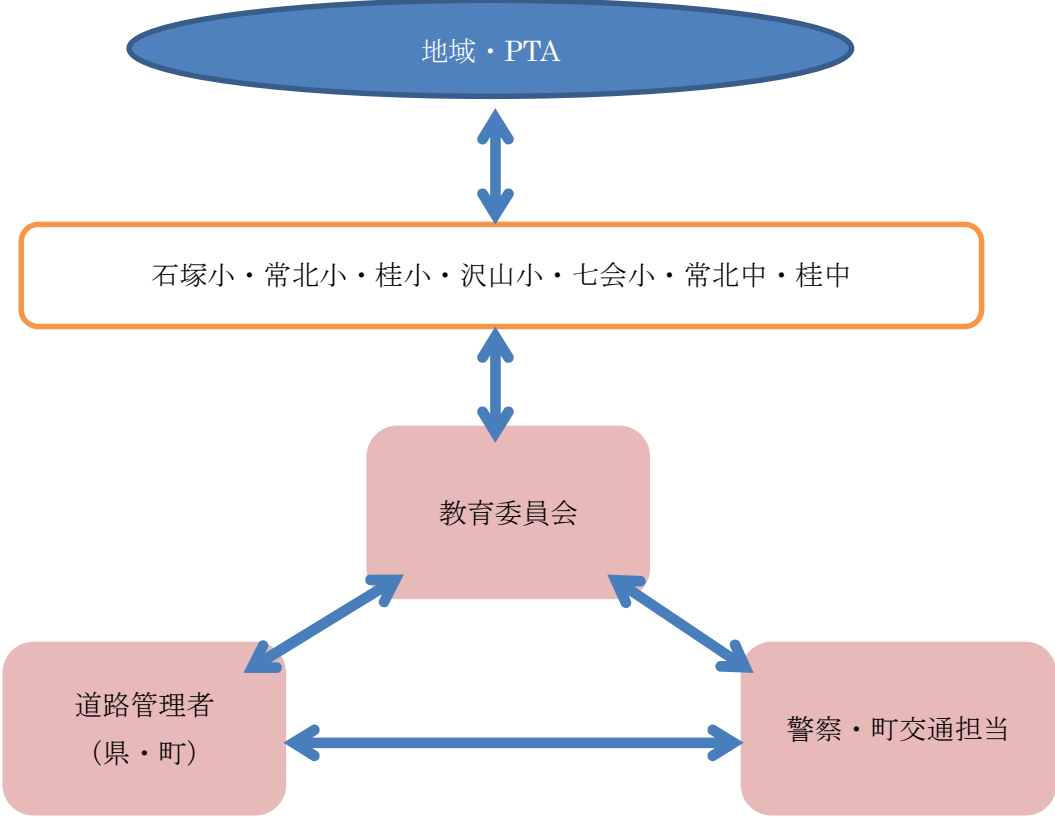 地域・PTA
石塚小・常北小・桂小・沢山小・七会小・常北中・桂中
教育委員会
道路管理者
（県・町）
警察・町交通担当